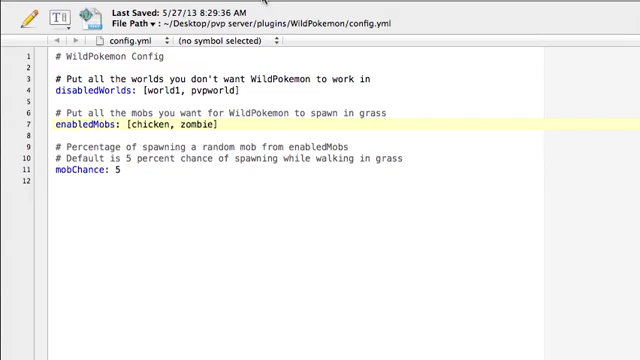 Last Saved: 5/27/13 8:29:36 AM
File Path ▾ : ~/Desktop/pvp server/plugins/WildPokemon/config.yml
config.yml
(no symbol selected)
1 # WildPokemon Config
2
3 # Put all the worlds you don't want WildPokemon to work in
4 disabledWorlds: [world1, pvpworld]
5
6 # Put all the mobs you want for WildPokemon to spawn in grass
7 enabledMobs: [chicken, zombie]
8
9 # Percentage of spawning a random mob from enabledMobs
10 # Default is 5 percent chance of spawning while walking in grass
11 mobChance: 5
12